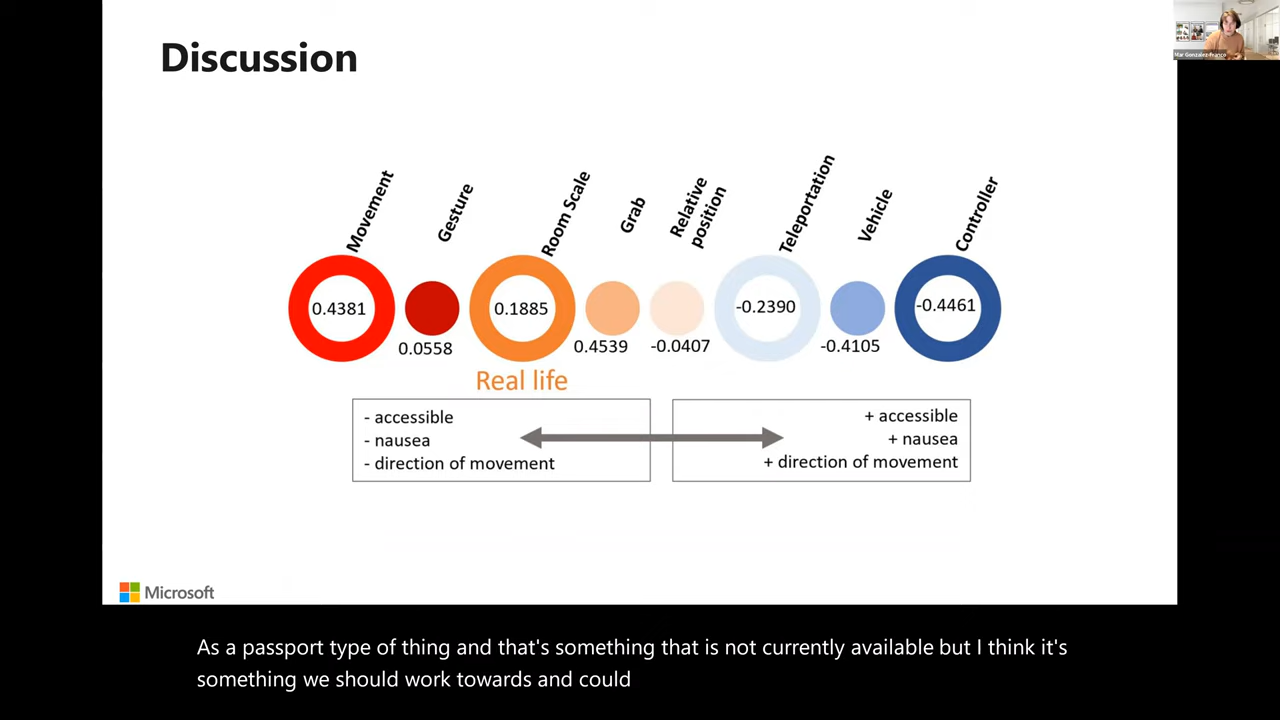 Discussion
Mar Gonzalez-Franco
Movement
Gesture
Room Scale
Grab
Relative
position
Teleportation
Vehicle
Controller
0.4381
0.0558
0.1885
0.4539
-0.0407
-0.2390
-0.4105
-0.4461
Real life
- accessible
- nausea
- direction of movement
+ accessible
+ nausea
+ direction of movement
Microsoft
As a passport type of thing and that's something that is not currently available but I think it's
something we should work towards and could